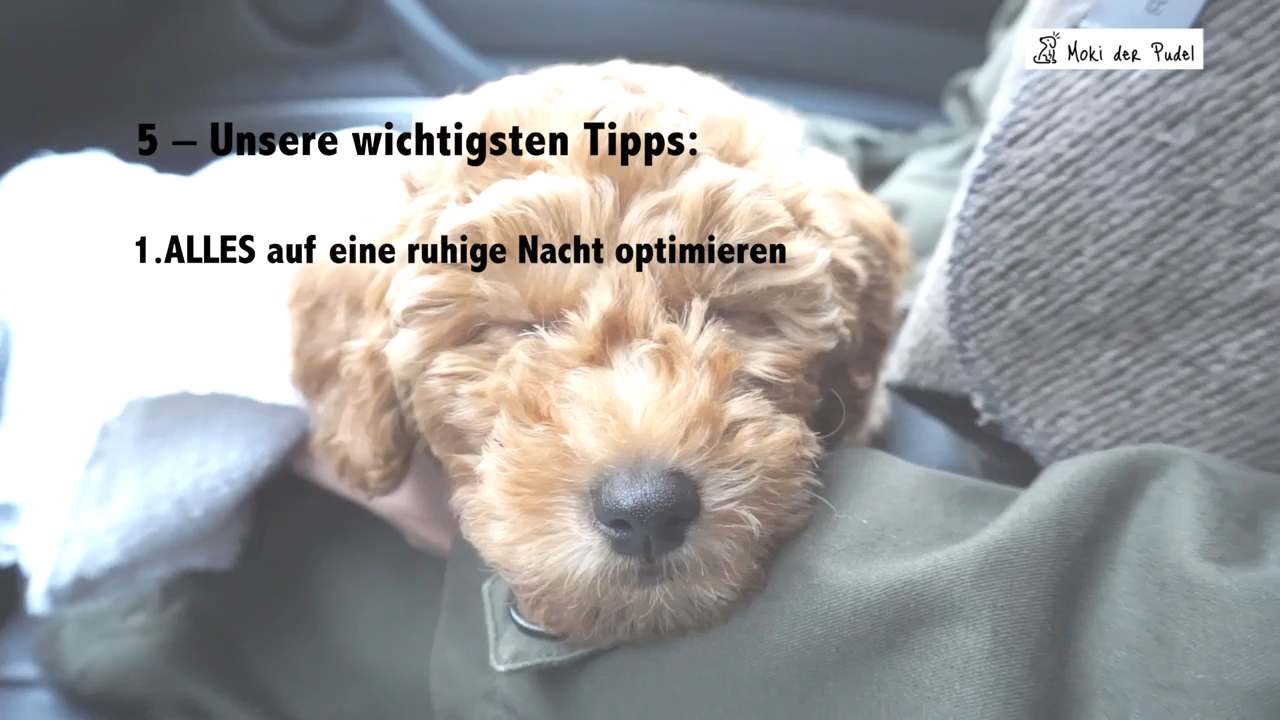 Moki der Pudel
5 – Unsere wichtigsten Tipps:
1.ALLES auf eine ruhige Nacht optimieren